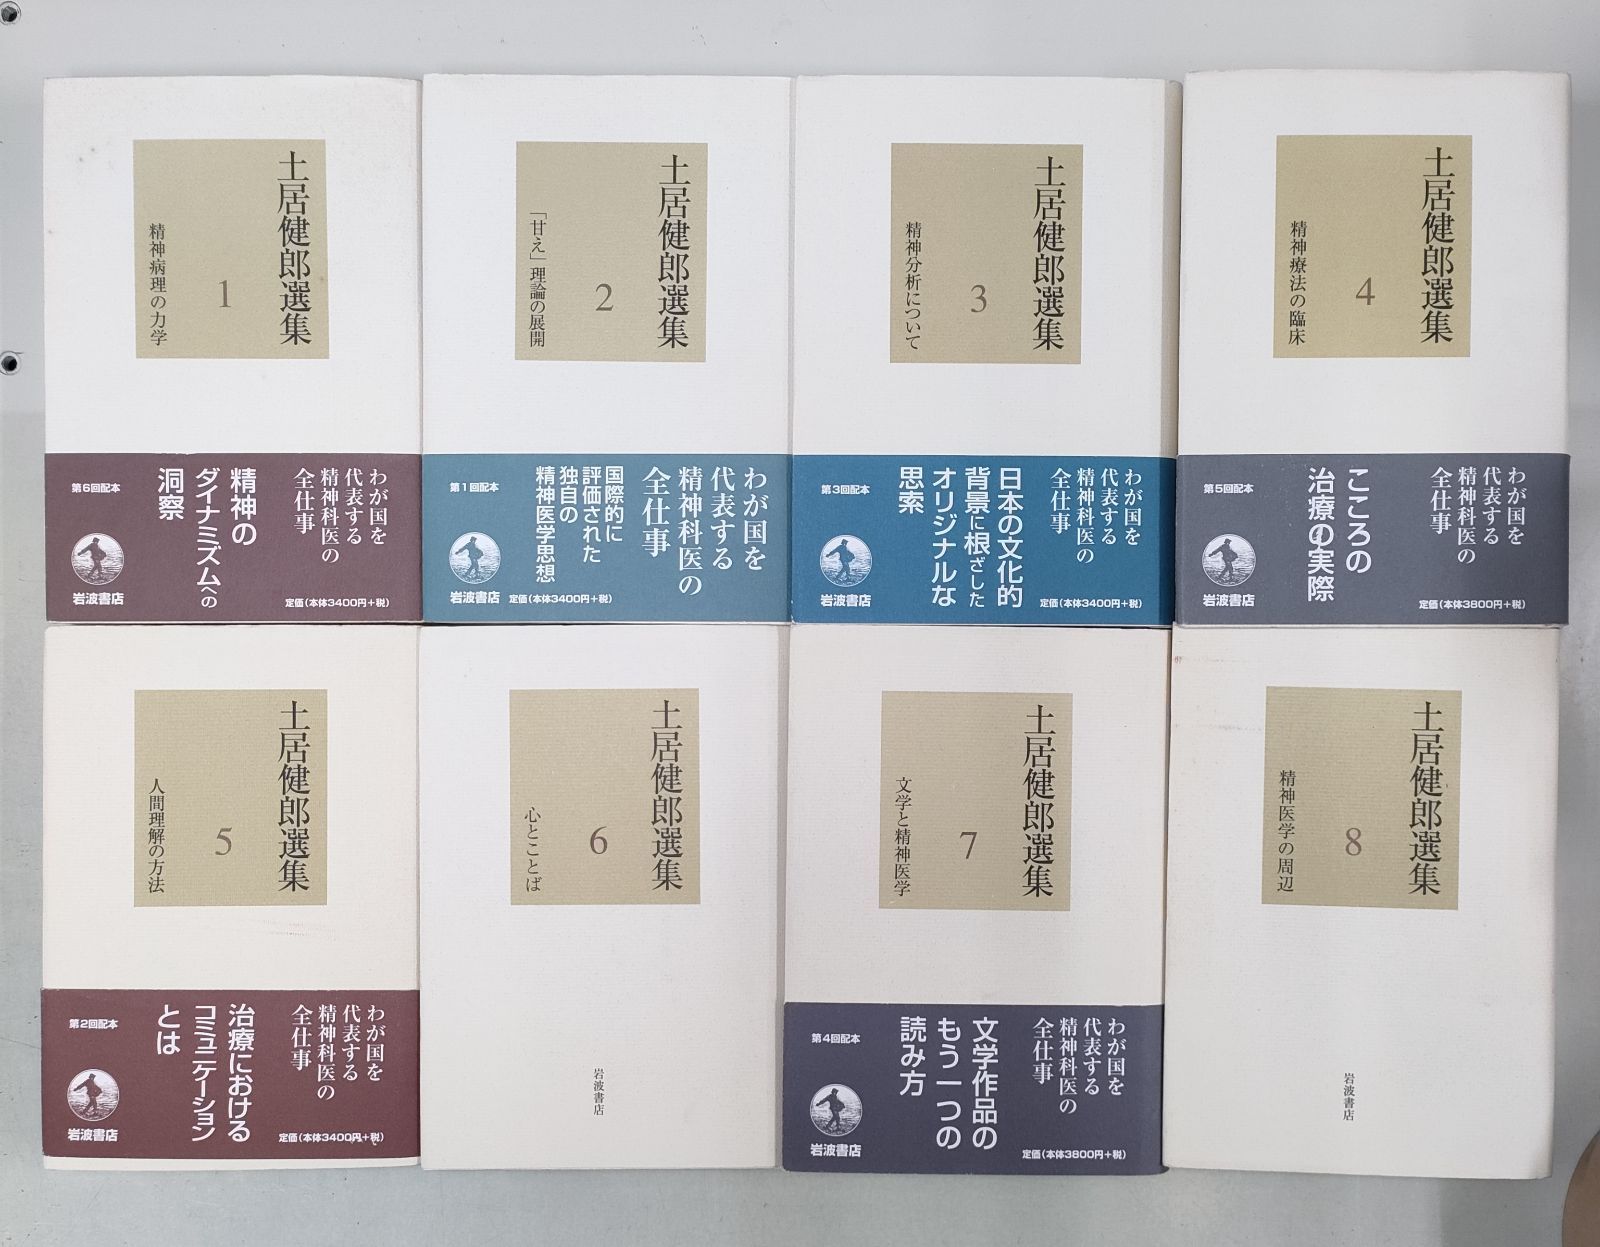 土居健郎選集
1
精神病理の力学
わが国を
代表する
精神科医の
全仕事
精神の
ダイナミズムへの
洞察
第6回配本
岩波書店
定価(本体3400円+税)
土居健郎選集
2
「甘え」理論の展開
わが国を
代表する
精神科医の
全仕事
国際的に
評価された
独自の
精神医学思想
第1回配本
岩波書店
定価(本体3400円+税)
土居健郎選集
3
精神分析について
わが国を
代表する
精神科医の
全仕事
日本の文化的
背景に根ざした
オリジナルな
思索
第3回配本
岩波書店
定価(本体3400円+税)
土居健郎選集
4
精神療法の臨床
わが国を
代表する
精神科医の
全仕事
こころの
治療の実際
第5回配本
岩波書店
定価(本体3800円+税)
土居健郎選集
5
人間理解の方法
わが国を
代表する
精神科医の
全仕事
治療における
コミュニケーション
とは
第2回配本
岩波書店
定価(本体3400円+税)
土居健郎選集
6
心とことば
岩波書店
土居健郎選集
7
文学と精神医学
わが国を
代表する
精神科医の
全仕事
文学作品の
もう一つの
読み方
第4回配本
岩波書店
定価(本体3800円+税)
土居健郎選集
8
精神医学の周辺
岩波書店